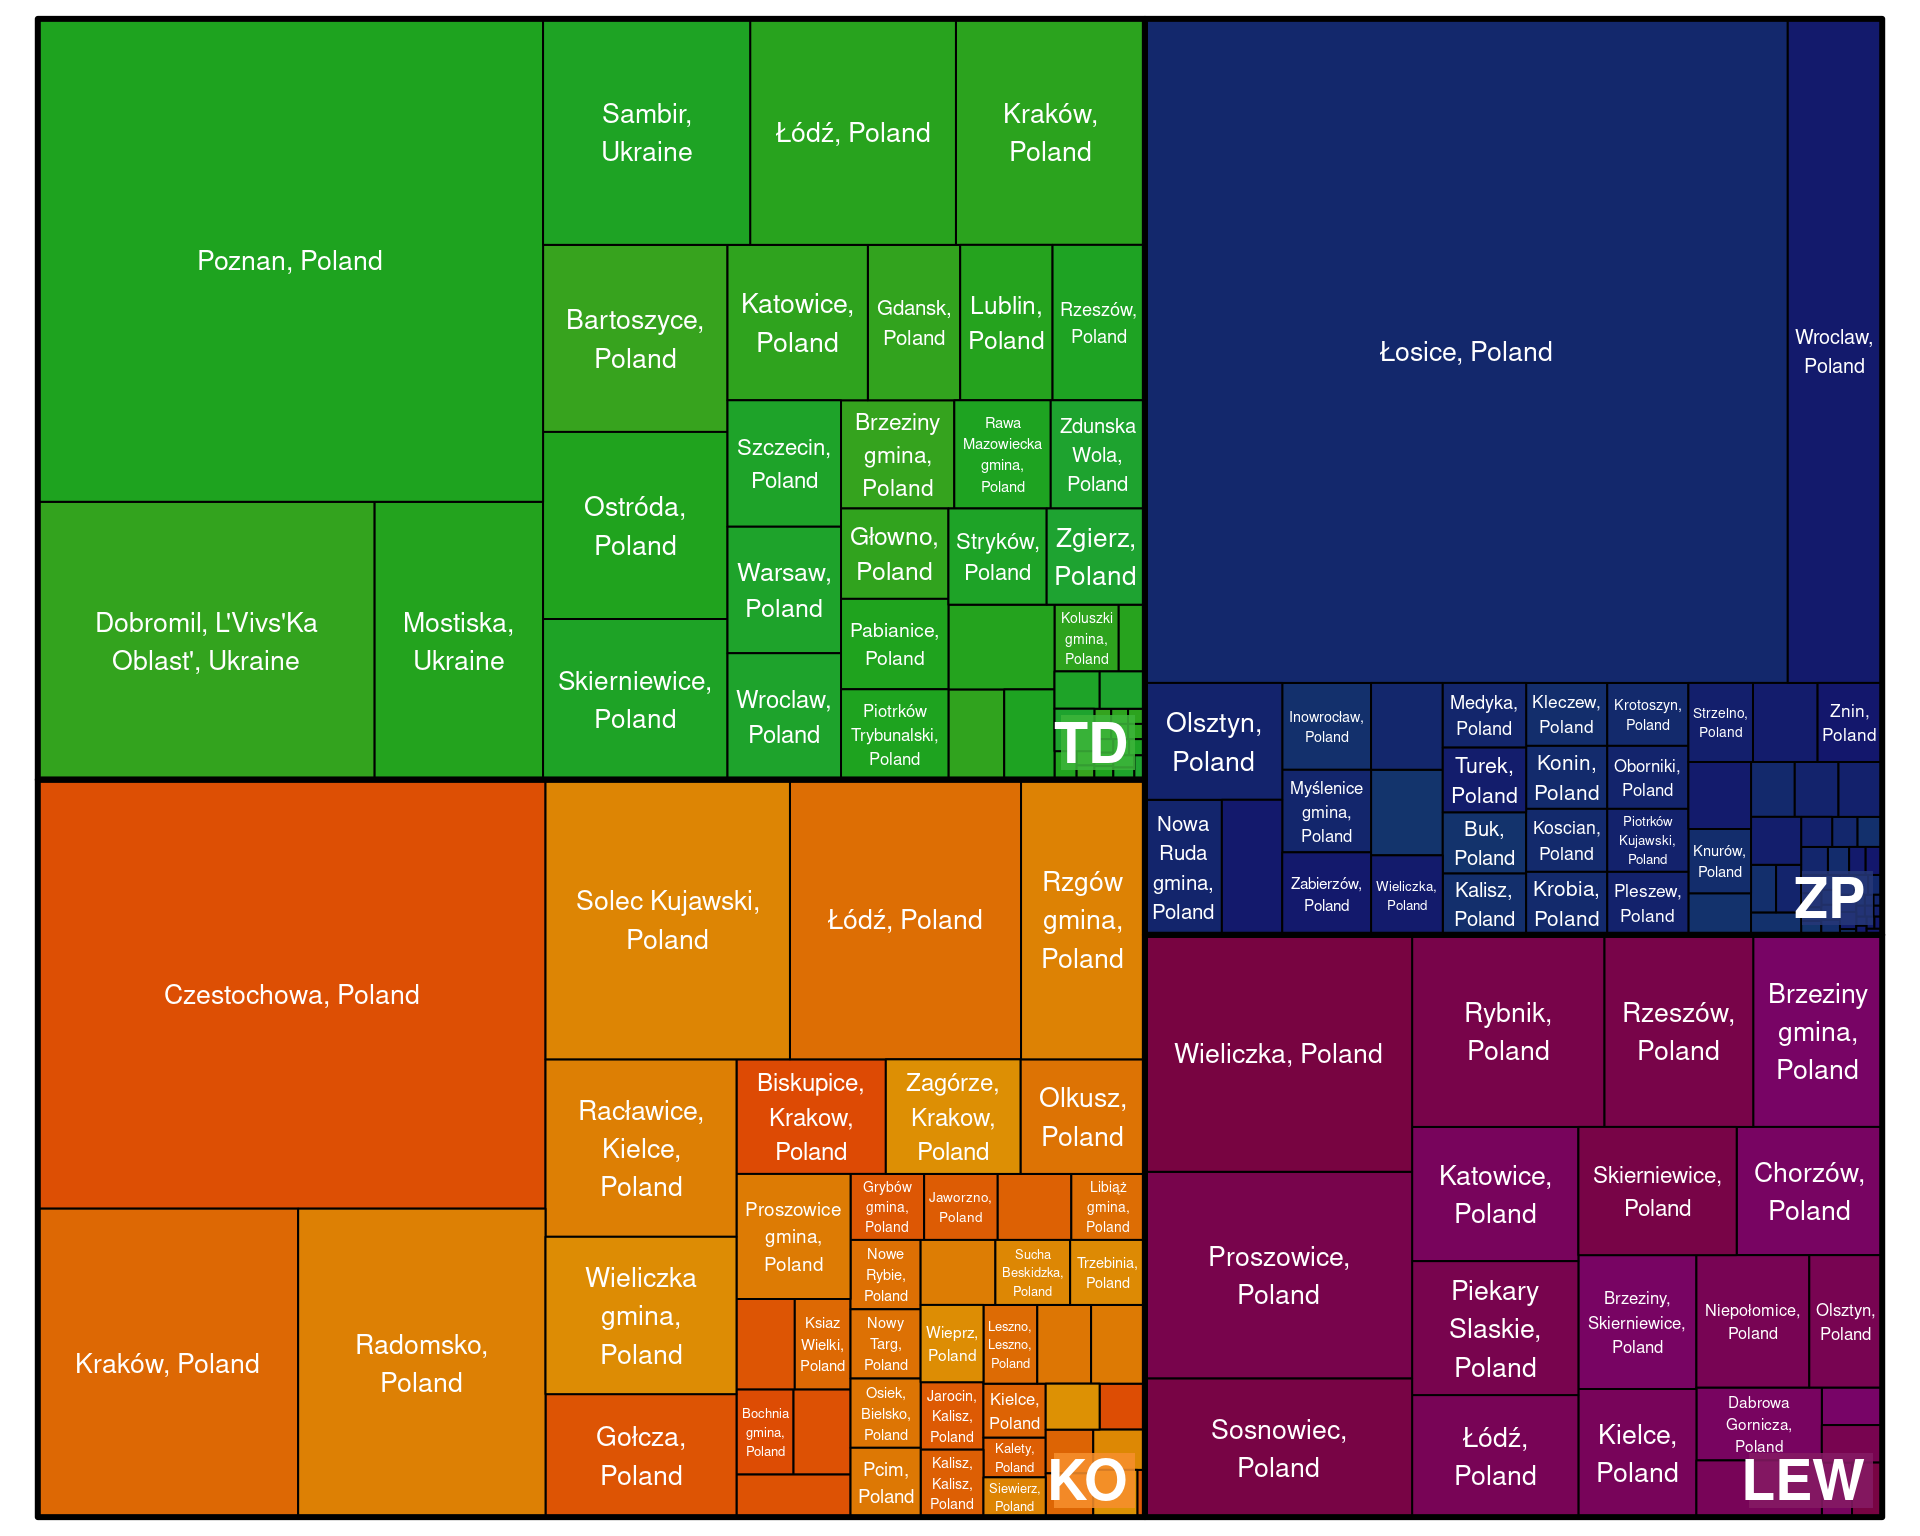 Poznan, Poland
Sambir,
Ukraine
Łódź, Poland
Kraków,
Poland
Dobromil, L'Vivs'Ka
Oblast', Ukraine
Mostiska,
Ukraine
Bartoszyce,
Poland
Katowice,
Poland
Gdansk,
Poland
Lublin,
Poland
Rzeszów,
Poland
Ostróda,
Poland
Skierniewice,
Poland
Szczecin,
Poland
Warsaw,
Poland
Wroclaw,
Poland
Brzeziny
gmina,
Poland
Rawa
Mazowiecka
gmina,
Poland
Zdunska
Wola,
Poland
Głowno,
Poland
Stryków,
Poland
Zgierz,
Poland
Pabianice,
Poland
Koluszki
gmina,
Poland
Piotrków
Trybunalski,
Poland
TD
Łosice, Poland
Wroclaw,
Poland
Olsztyn,
Poland
Inowrocław,
Poland
Medyka,
Poland
Kleczew,
Poland
Krotoszyn,
Poland
Strzelno,
Poland
Znin,
Poland
Nowa
Ruda
gmina,
Poland
Myślenice
gmina,
Poland
Turek,
Poland
Konin,
Poland
Oborniki,
Poland
Buk,
Poland
Koscian,
Poland
Piotrków
Kujawski,
Poland
Knurów,
Poland
Zabierzów,
Poland
Wieliczka,
Poland
Kalisz,
Poland
Krobia,
Poland
Pleszew,
Poland
ZP
Czestochowa, Poland
Solec Kujawski,
Poland
Łódź, Poland
Rzgów
gmina,
Poland
Kraków, Poland
Radomsko,
Poland
Racławice,
Kielce,
Poland
Biskupice,
Krakow,
Poland
Zagórze,
Krakow,
Poland
Olkusz,
Poland
Wieliczka
gmina,
Poland
Gołcza,
Poland
Proszowice
gmina,
Poland
Grybów
gmina,
Poland
Jaworzno,
Poland
Libiąż
gmina,
Poland
Nowe
Rybie,
Poland
Sucha
Beskidzka,
Poland
Trzebinia,
Poland
Ksiaz
Wielki,
Poland
Nowy
Targ,
Poland
Wieprz,
Poland
Leszno,
Leszno,
Poland
Bochnia
gmina,
Poland
Osiek,
Bielsko,
Poland
Jarocin,
Kalisz,
Poland
Kielce,
Poland
Pcim,
Poland
Kalisz,
Kalisz,
Poland
Kalety,
Poland
Siewierz,
Poland
KO
Wieliczka, Poland
Rybnik,
Poland
Rzeszów,
Poland
Brzeziny
gmina,
Poland
Proszowice,
Poland
Katowice,
Poland
Skierniewice,
Poland
Chorzów,
Poland
Piekary
Slaskie,
Poland
Brzeziny,
Skierniewice,
Poland
Niepołomice,
Poland
Olsztyn,
Poland
Sosnowiec,
Poland
Łódź,
Poland
Kielce,
Poland
Dabrowa
Gornicza,
Poland
LEW